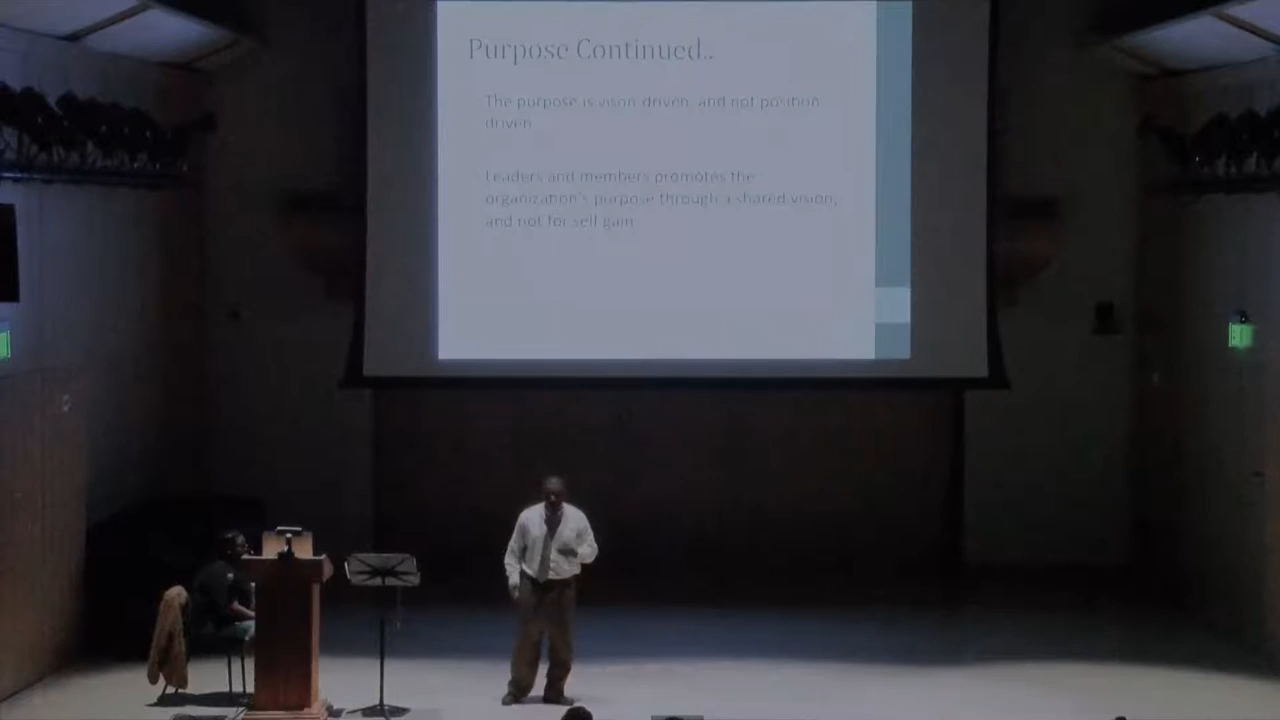 Purpose Continued..
The purpose is vison driven, and not position
driven
Leaders and members promotes the
organization's purpose through a shared vision,
and not for self gain